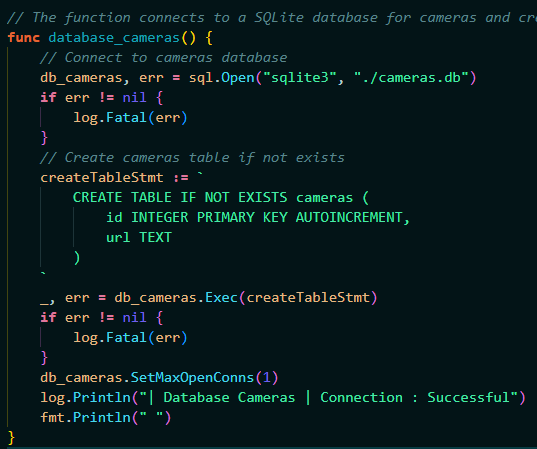 // The function connects to a SQLite database for cameras and cre
func database_cameras() {
    // Connect to cameras database
    db_cameras, err = sql.Open("sqlite3", "./cameras.db")
    if err != nil {
        log.Fatal(err)
    }
    // Create cameras table if not exists
    createTableStmt := `
        CREATE TABLE IF NOT EXISTS cameras (
            id INTEGER PRIMARY KEY AUTOINCREMENT,
            url TEXT
        )
    `
    _, err = db_cameras.Exec(createTableStmt)
    if err != nil {
        log.Fatal(err)
    }
    db_cameras.SetMaxOpenConns(1)
    log.Println("| Database Cameras | Connection : Successful")
    fmt.Println(" ")
}